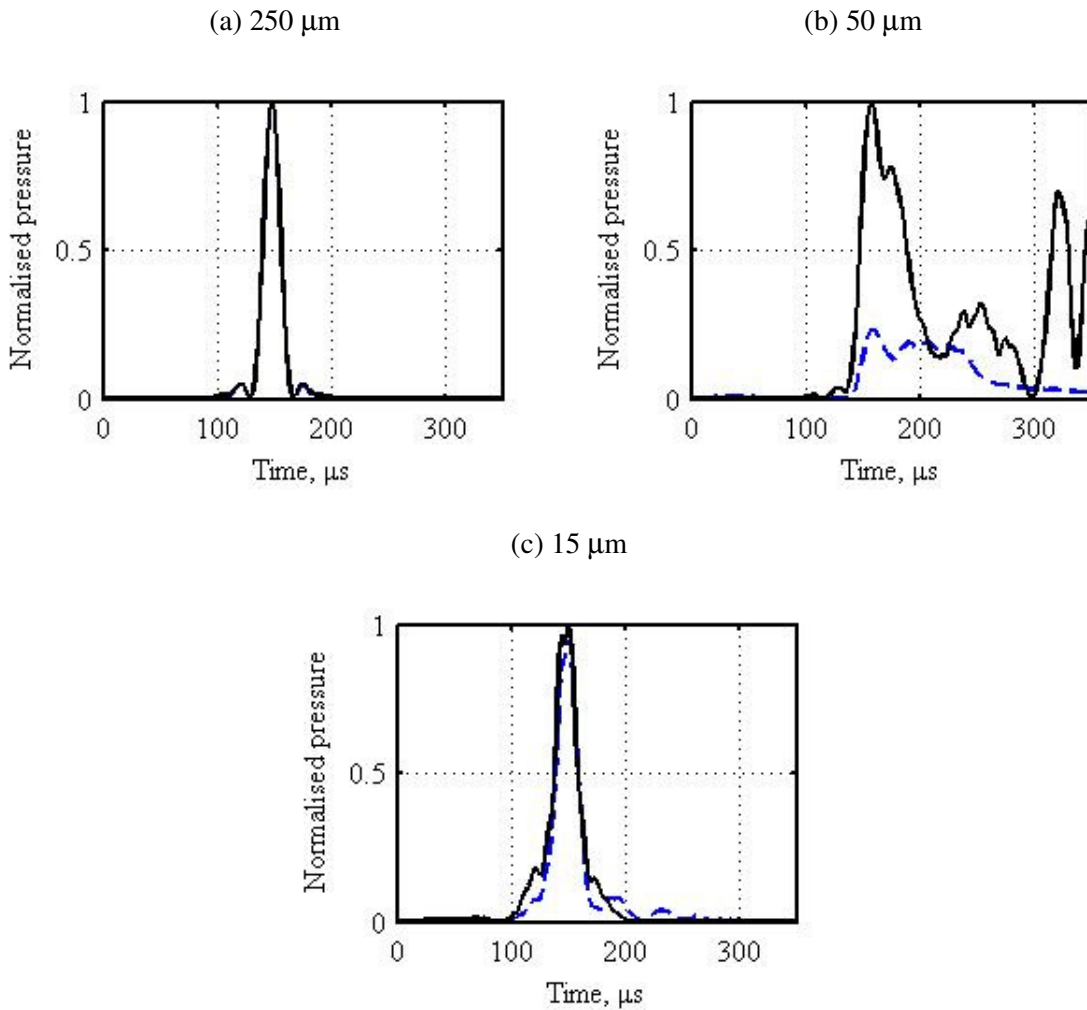 (a) 250 μm
(b) 50 μm
1
0.5
0
Normalised pressure
0 100 200 300
Time, μs
1
0.5
0
Normalised pressure
0 100 200 300
Time, μs
(c) 15 μm
1
0.5
0
Normalised pressure
0 100 200 300
Time, μs